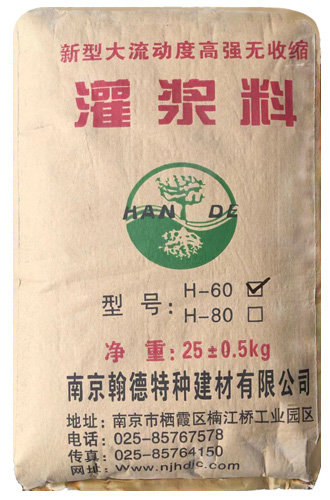 新型大流动度高强无收缩
灌浆料
HANDE
型号: H-60 ☑
H-80 □
净重: 25±0.5kg
南京翰德特种建材有限公司
地址: 南京市栖霞区楠江桥工业园区
电话: 025-85767578
传真: 025-85764150
网址: Www.njhdjc.com